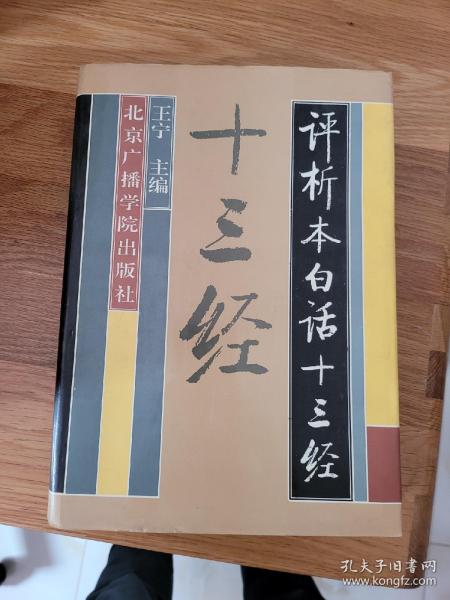 评析本白话十三经
十三经
王宁 主编
北京广播学院出版社
孔夫子旧书网
www.kongfz.com